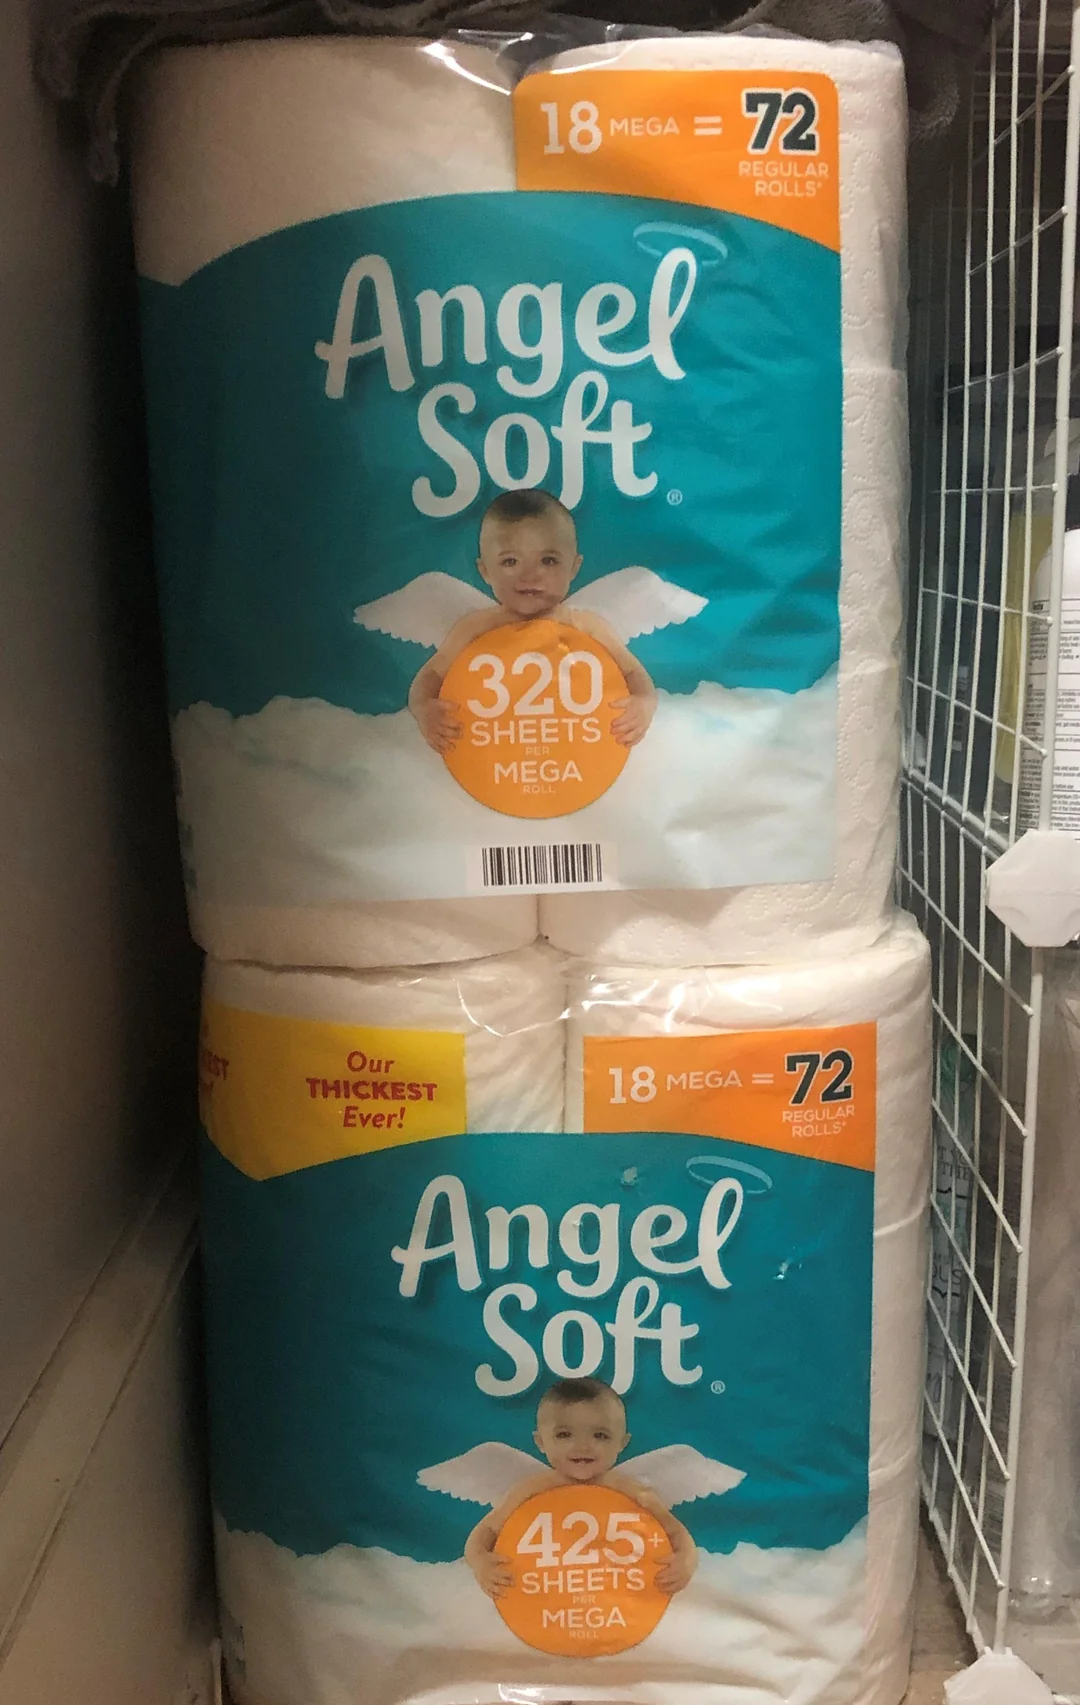 18 MEGA = 72
REGULAR
ROLLS*
Angel
Soft®
320
SHEETS
PER
MEGA
ROLL
Our
THICKEST
Ever!
18 MEGA = 72
REGULAR
ROLLS*
Angel
Soft®
425+
SHEETS
PER
MEGA
ROLL